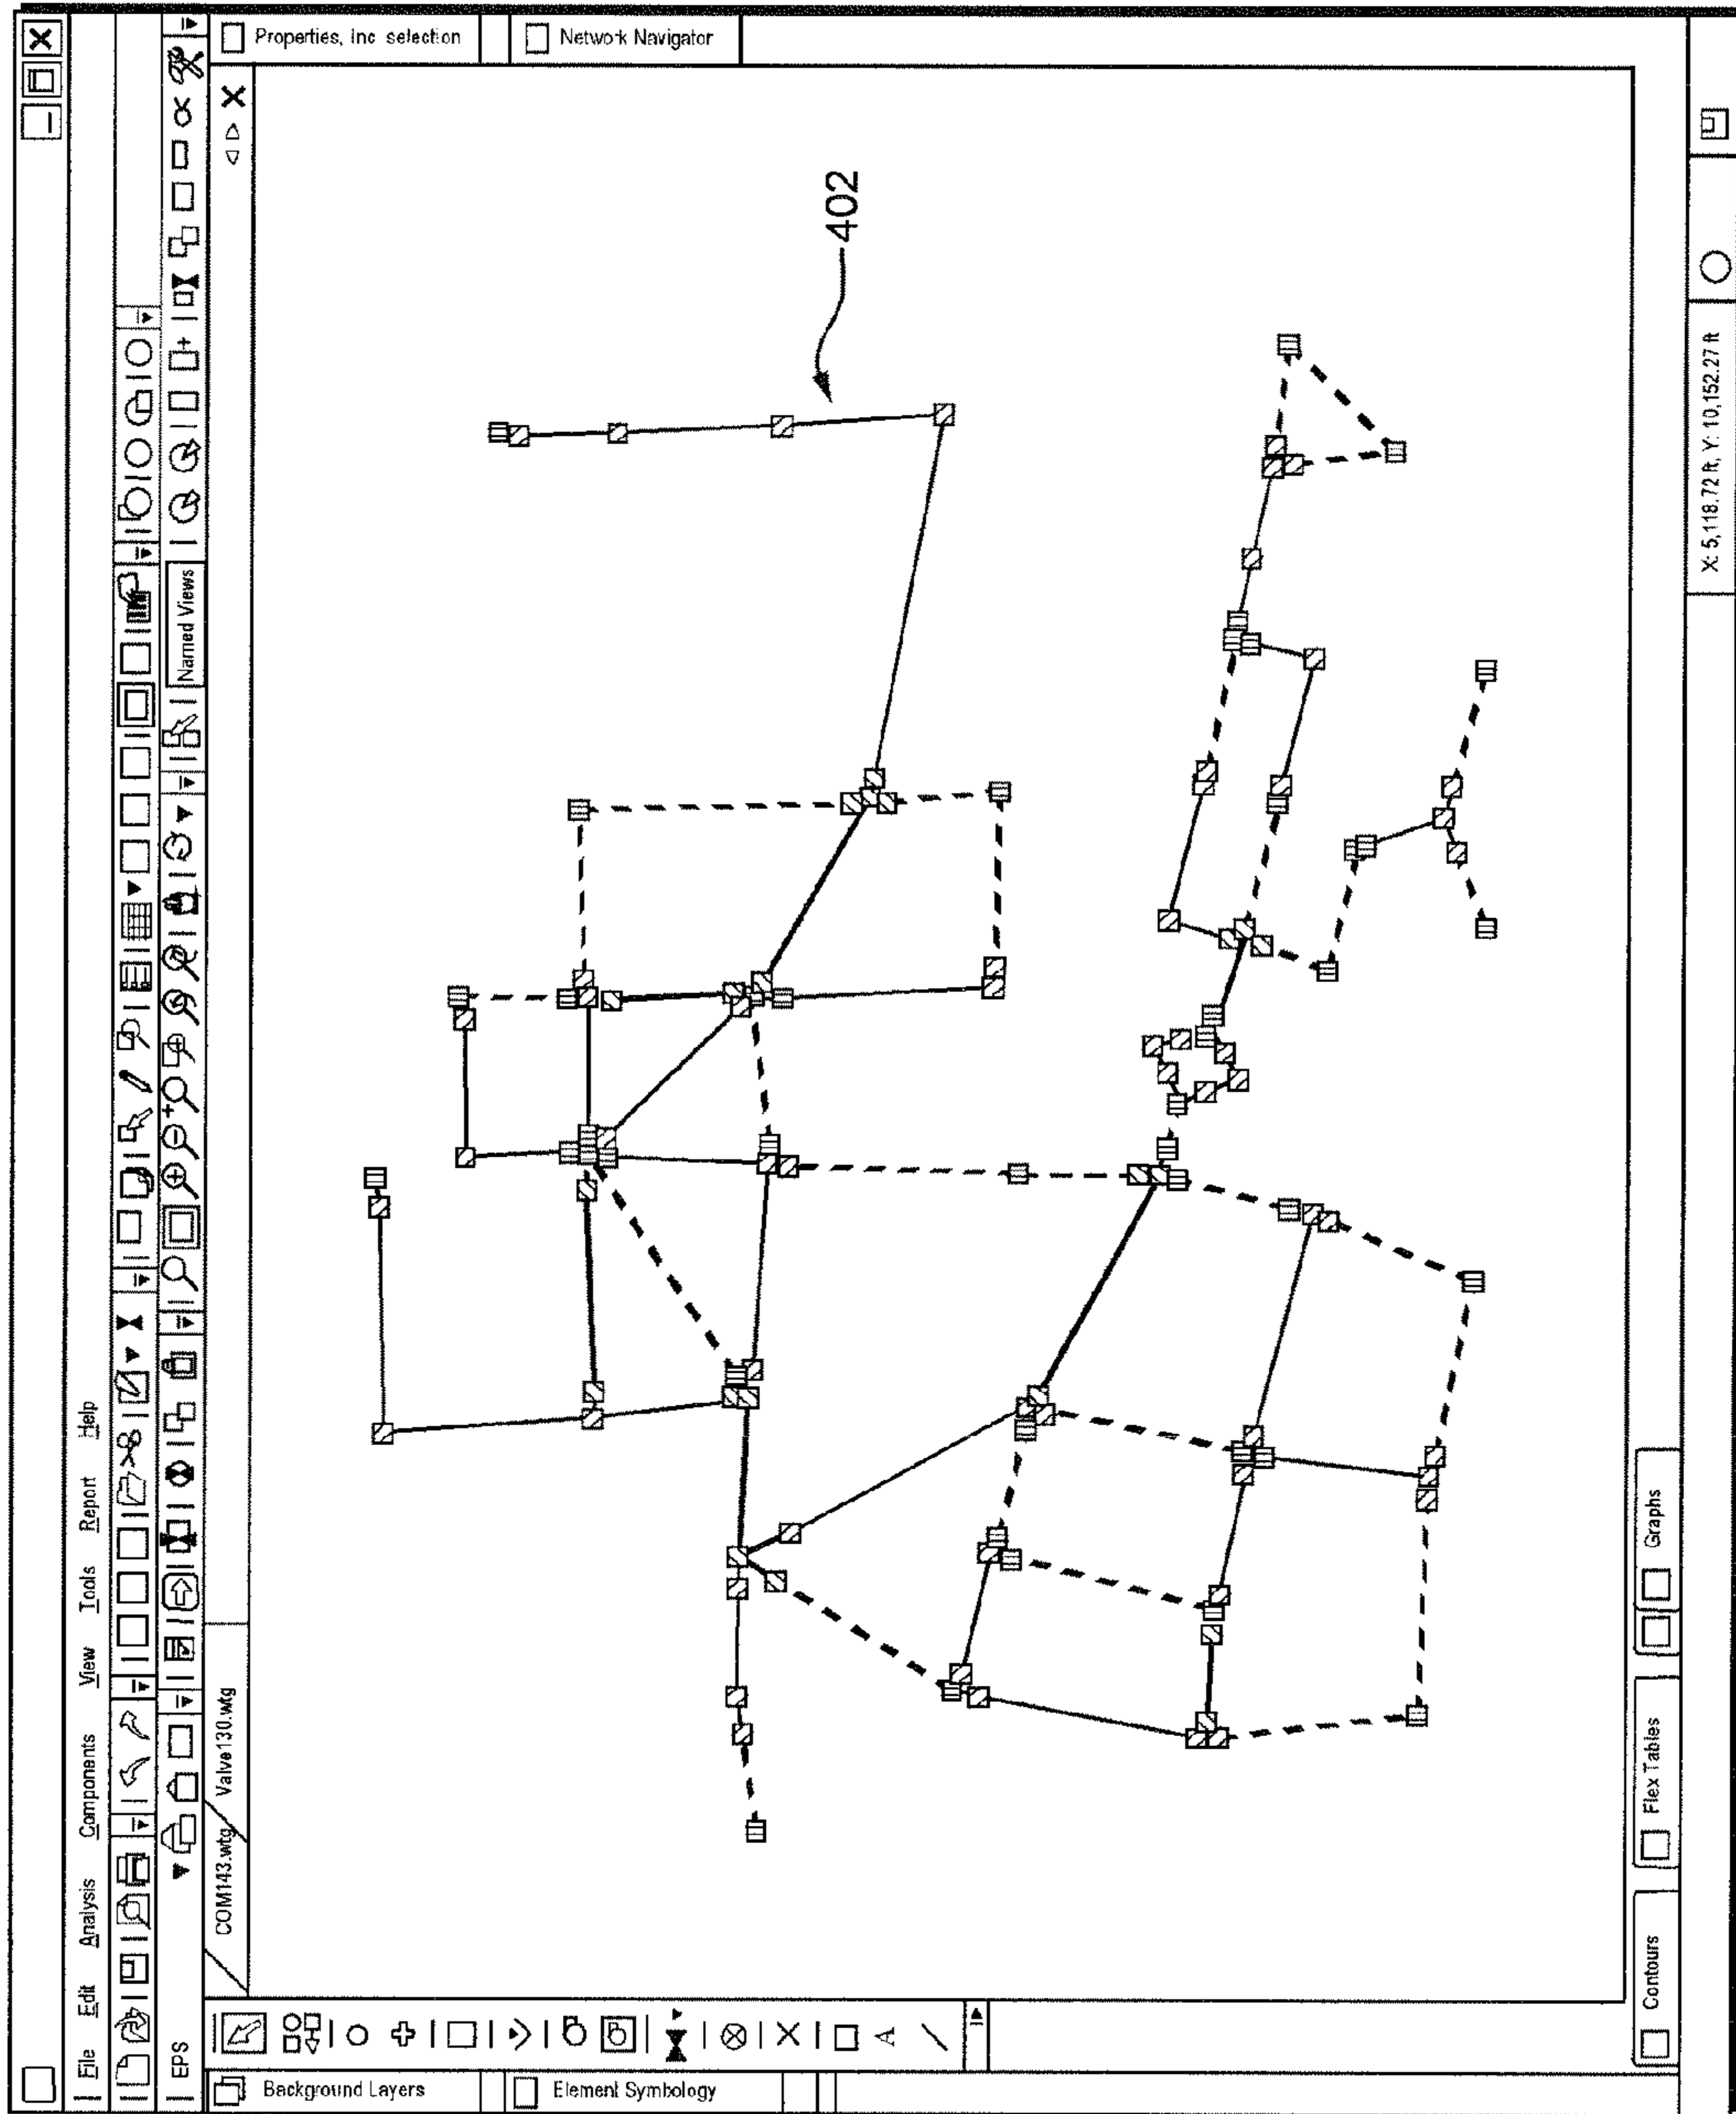 File Edit Analysis Components View Tools Report Help
EPS
Named Views
COM143.wtg Valve130.wtg
Properties, Inc selection
Network Navigator
A
402
Background Layers
Element Symbology
Contours
Flex Tables
Graphs
X: 5,118.72 ft, Y: 10,152.27 ft